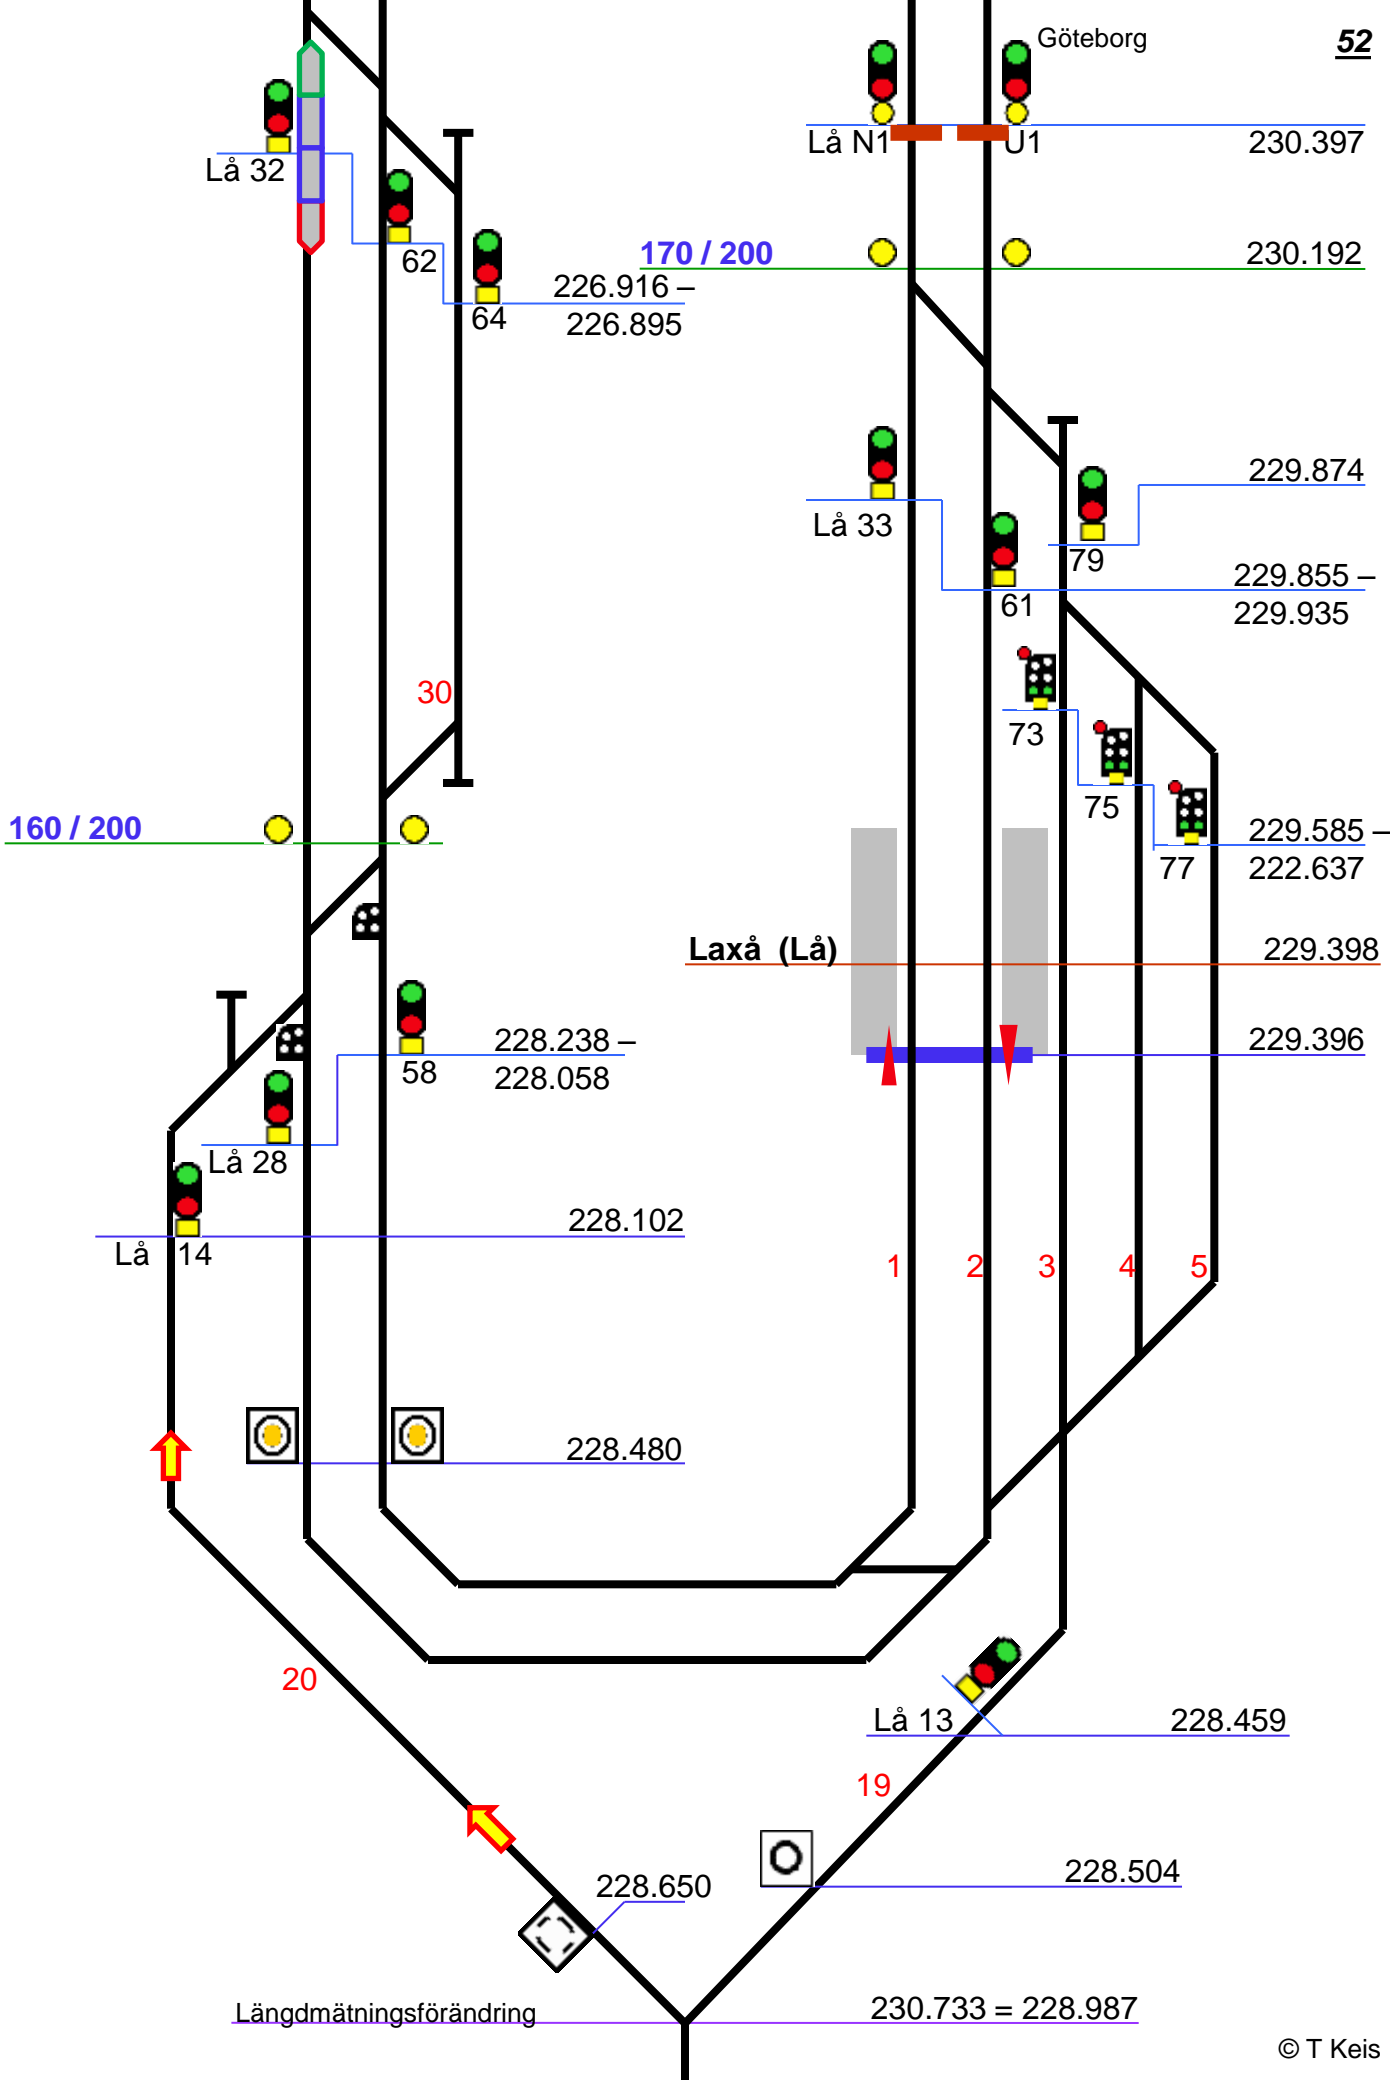 Göteborg
52
Lå N1
U1
230.397
Lå 32
62
64
226.916 –
226.895
170 / 200
230.192
229.874
Lå 33
79
61
229.855 –
229.935
30
73
75
77
160 / 200
229.585 –
222.637
Laxå (Lå)
229.398
228.238 –
228.058
58
229.396
Lå 28
Lå 14
228.102
1
2
3
4
5
228.480
20
Lå 13
228.459
19
228.504
228.650
Längdmätningsförändring
230.733 = 228.987
© T Keis